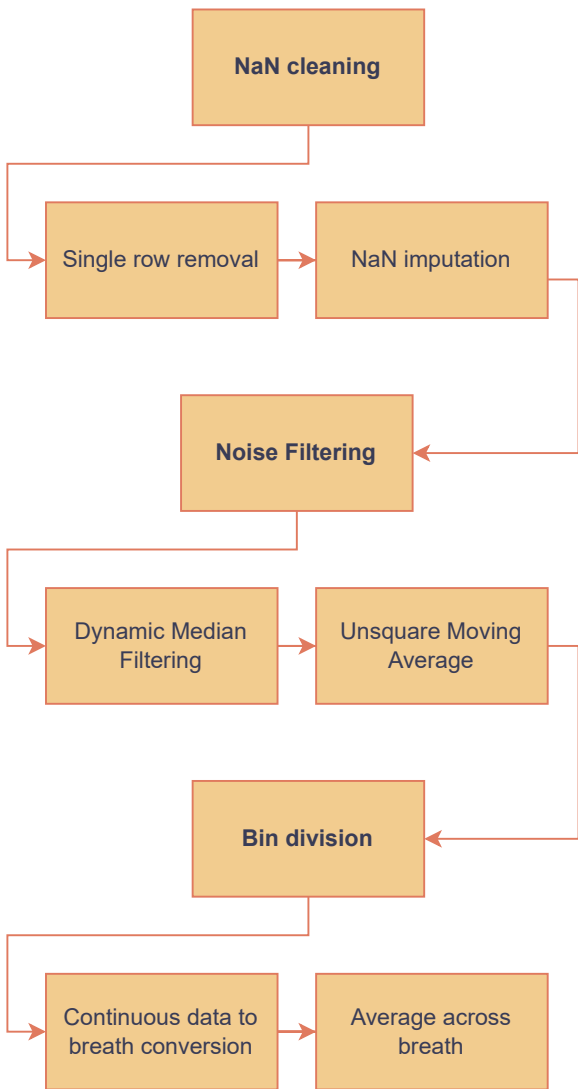 NaN cleaning
Single row removal
NaN imputation
Noise Filtering
Dynamic Median
Filtering
Unsquare Moving
Average
Bin division
Continuous data to
breath conversion
Average across
breath